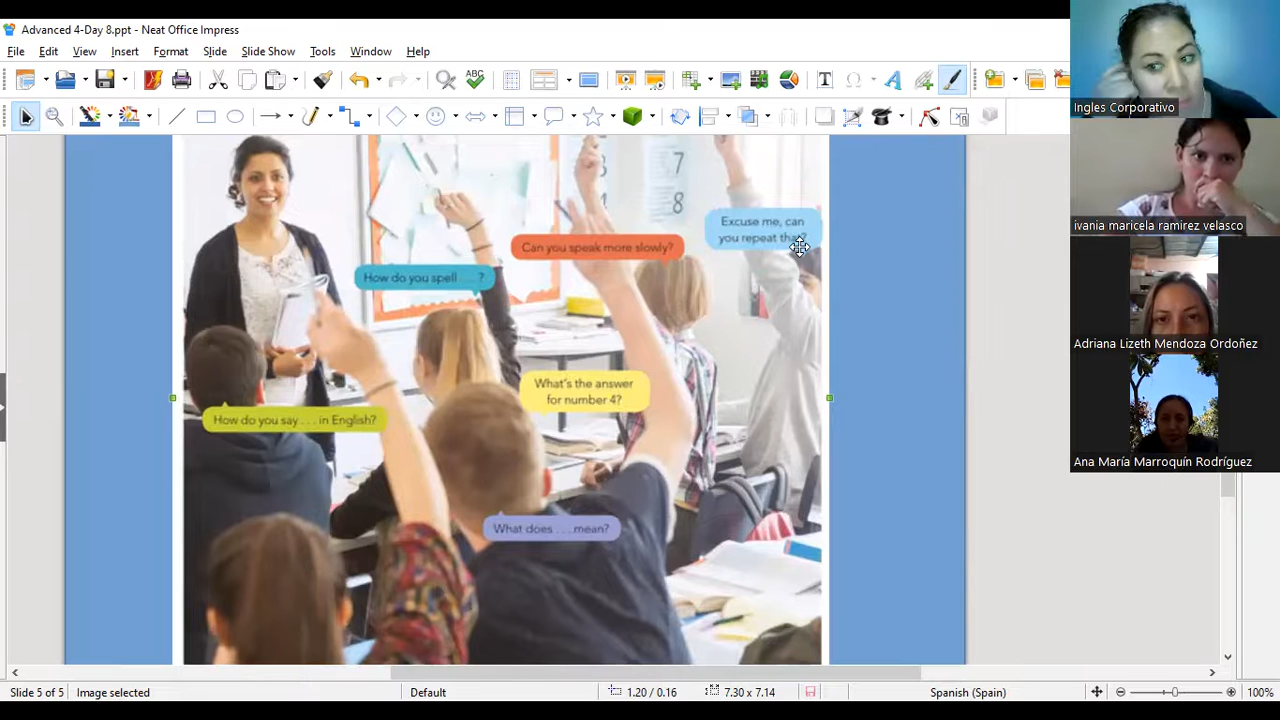 Advanced 4-Day 8.ppt - Neat Office Impress
File Edit View Insert Format Slide Slide Show Tools Window Help
ABC
T
Ingles Corporativo
ivania maricela ramirez velasco
Adriana Lizeth Mendoza Ordoñez
Ana María Marroquín Rodríguez
7
8
Excuse me, can
you repeat that?
Can you speak more slowly?
How do you spell . . . ?
What's the answer
for number 4?
How do you say . . . in English?
What does . . . mean?
Slide 5 of 5 Image selected Default 1.20 / 0.16 7.30 x 7.14 Spanish (Spain) 100%